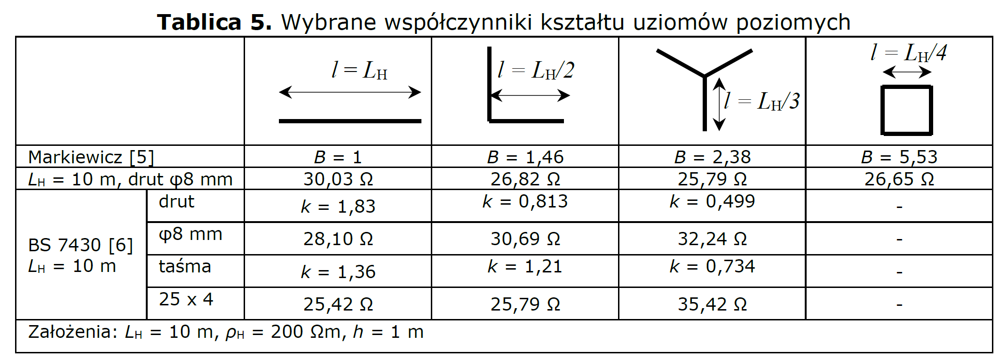 Tablica 5. Wybrane współczynniki kształtu uziomów poziomych
l = LH
l = LH/2
l = LH/3
l = LH/4
Markiewicz [5] B = 1 B = 1,46 B = 2,38 B = 5,53
LH = 10 m, drut φ8 mm 30,03 Ω 26,82 Ω 25,79 Ω 26,65 Ω
BS 7430 [6]
LH = 10 m
drut k = 1,83 k = 0,813 k = 0,499 -
φ8 mm 28,10 Ω 30,69 Ω 32,24 Ω -
taśma k = 1,36 k = 1,21 k = 0,734 -
25 x 4 25,42 Ω 25,79 Ω 35,42 Ω -
Założenia: LH = 10 m, ρH = 200 Ωm, h = 1 m